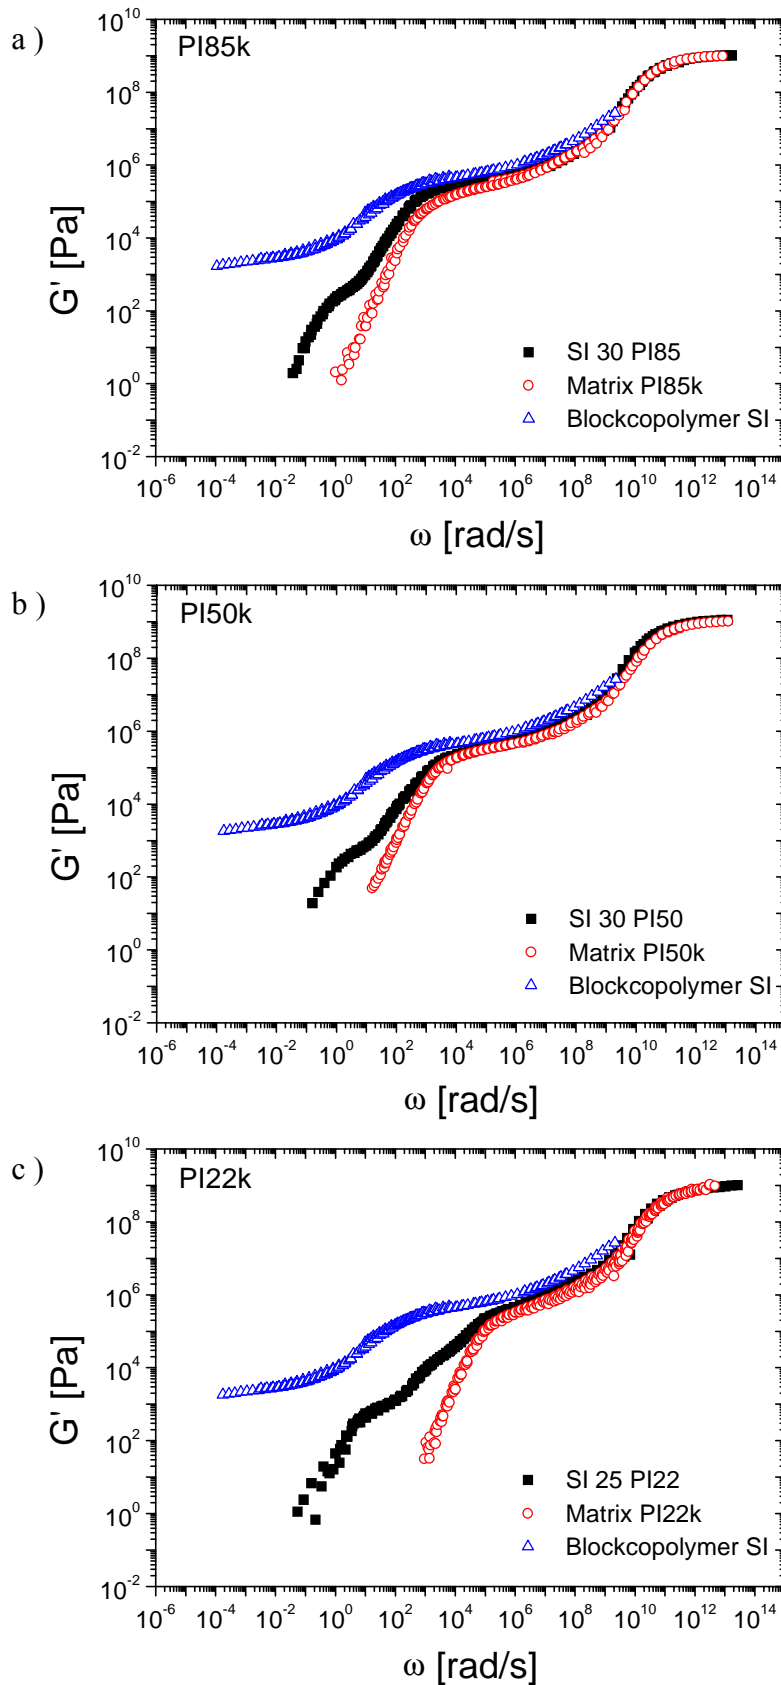 a )
PI85k
G' [Pa]
10^10
10^8
10^6
10^4
10^2
10^0
10^-2
SI 30 PI85
Matrix PI85k
Blockcopolymer SI
10^-6 10^-4 10^-2 10^0 10^2 10^4 10^6 10^8 10^10 10^12 10^14
ω [rad/s]
b )
PI50k
G' [Pa]
10^10
10^8
10^6
10^4
10^2
10^0
10^-2
SI 30 PI50
Matrix PI50k
Blockcopolymer SI
10^-6 10^-4 10^-2 10^0 10^2 10^4 10^6 10^8 10^10 10^12 10^14
ω [rad/s]
c )
PI22k
G' [Pa]
10^10
10^8
10^6
10^4
10^2
10^0
10^-2
SI 25 PI22
Matrix PI22k
Blockcopolymer SI
10^-6 10^-4 10^-2 10^0 10^2 10^4 10^6 10^8 10^10 10^12 10^14
ω [rad/s]